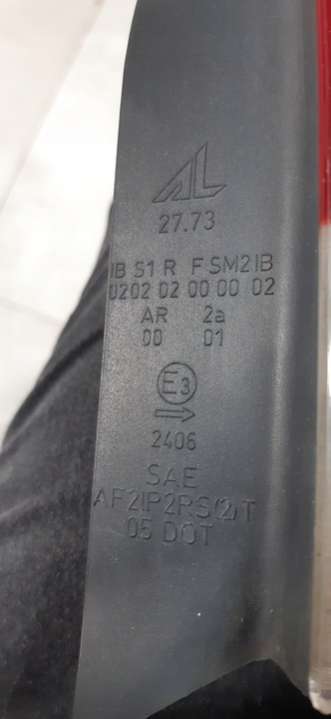 AL
27.73
IB S1 R F SM2 IB
0202 02 00 00 02
AR 2a
00 01
E3
→
2406
SAE
AF2IP2RS(2)T
05 DOT